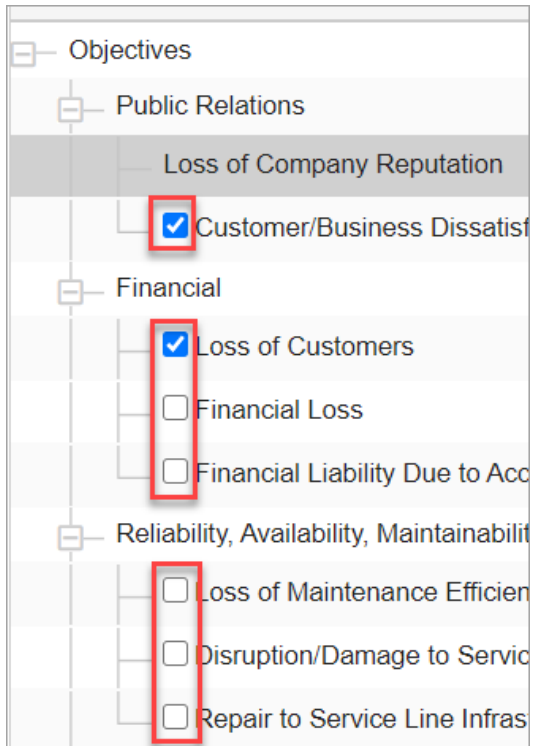 Objectives
Public Relations
Loss of Company Reputation
Customer/Business Dissatisf
Financial
Loss of Customers
Financial Loss
Financial Liability Due to Acc
Reliability, Availability, Maintainabilit
Loss of Maintenance Efficien
Disruption/Damage to Servic
Repair to Service Line Infras